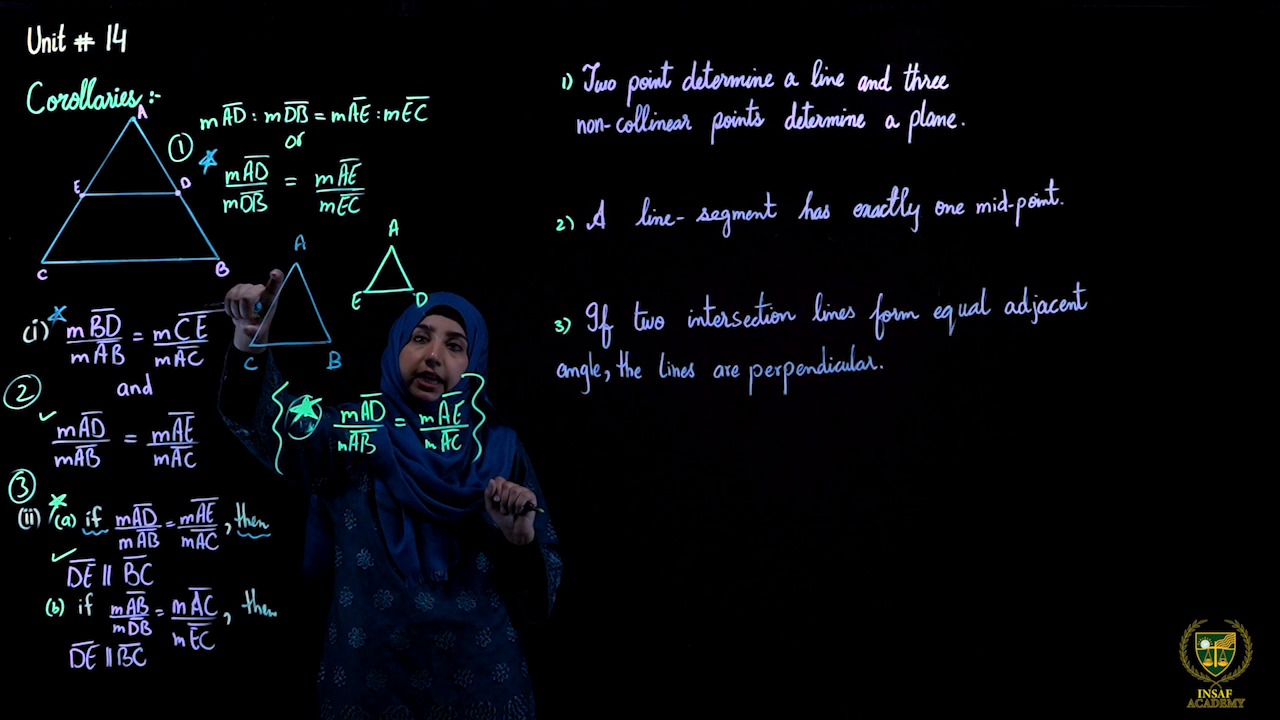 Unit # 14
Corollaries :-
A
E
D
C
B
①
mAD : mDB = mAE : mEC
or
* mAD/mDB = mAE/mEC
A
C
B
A
E
D
(i) * mBD/mAB = mCE/mAC
and
②
✓ mAD/mAB = mAE/mAC
{ * mAD/mAB = mAE/mAC }
③
(ii) * (a) if mAD/mAB = mAE/mAC, then
✓ DE || BC
(b) if mAB/mDB = mAC/mEC, then
DE || BC
1) Two point determine a line and three
non-collinear points determine a plane.
2) A line-segment has exactly one mid-point.
3) If two intersection lines form equal adjacent
angle, the lines are perpendicular.
INSAF
ACADEMY